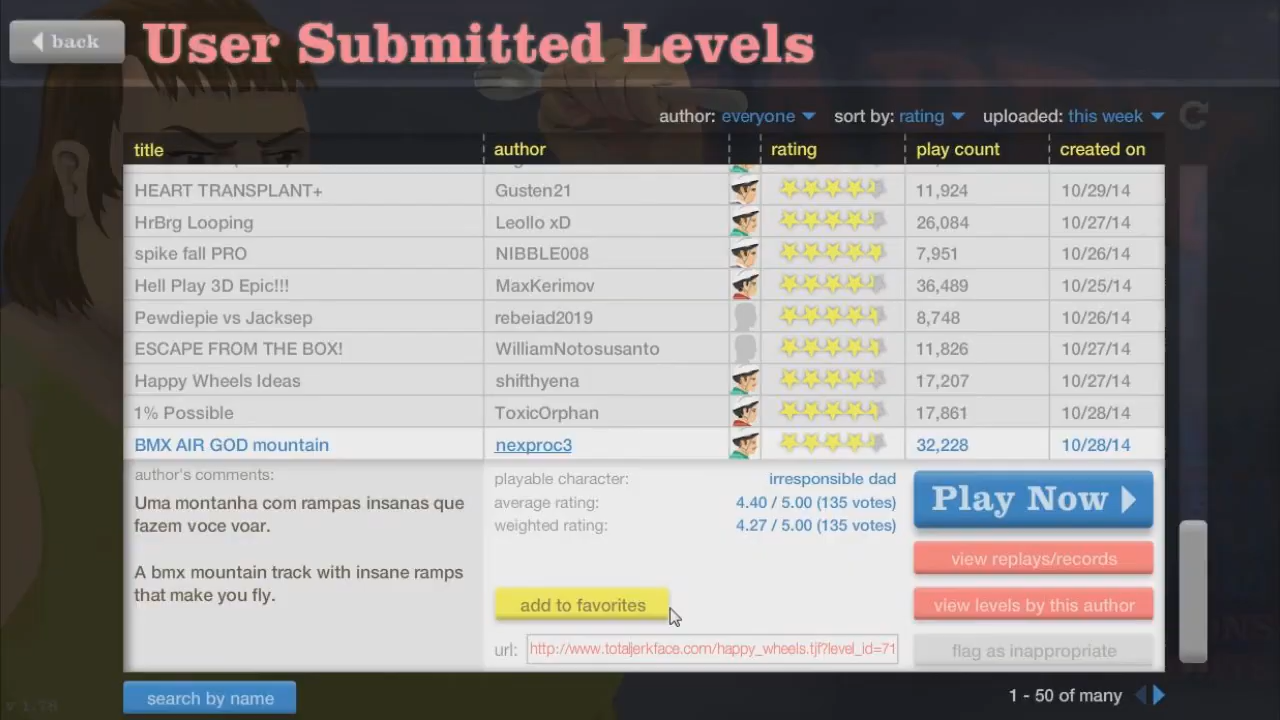 back
User Submitted Levels
author: everyone sort by: rating uploaded: this week
title author rating play count created on
HEART TRANSPLANT+ Gusten21 11,924 10/29/14
HrBrg Looping Leollo xD 26,084 10/27/14
spike fall PRO NIBBLE008 7,951 10/26/14
Hell Play 3D Epic!!! MaxKerimov 36,489 10/25/14
Pewdiepie vs Jacksep rebeiad2019 8,748 10/26/14
ESCAPE FROM THE BOX! WilliamNotosusanto 11,826 10/27/14
Happy Wheels Ideas shifthyena 17,207 10/27/14
1% Possible ToxicOrphan 17,861 10/28/14
BMX AIR GOD mountain nexproc3 32,228 10/28/14
author's comments:
Uma montanha com rampas insanas que
fazem voce voar.
A bmx mountain track with insane ramps
that make you fly.
playable character: irresponsible dad
average rating: 4.40 / 5.00 (135 votes)
weighted rating: 4.27 / 5.00 (135 votes)
add to favorites
url: http://www.totaljerkface.com/happy_wheels.tjf?level_id=71
Play Now
view replays/records
view levels by this author
flag as inappropriate
search by name
1 - 50 of many
v 1.76